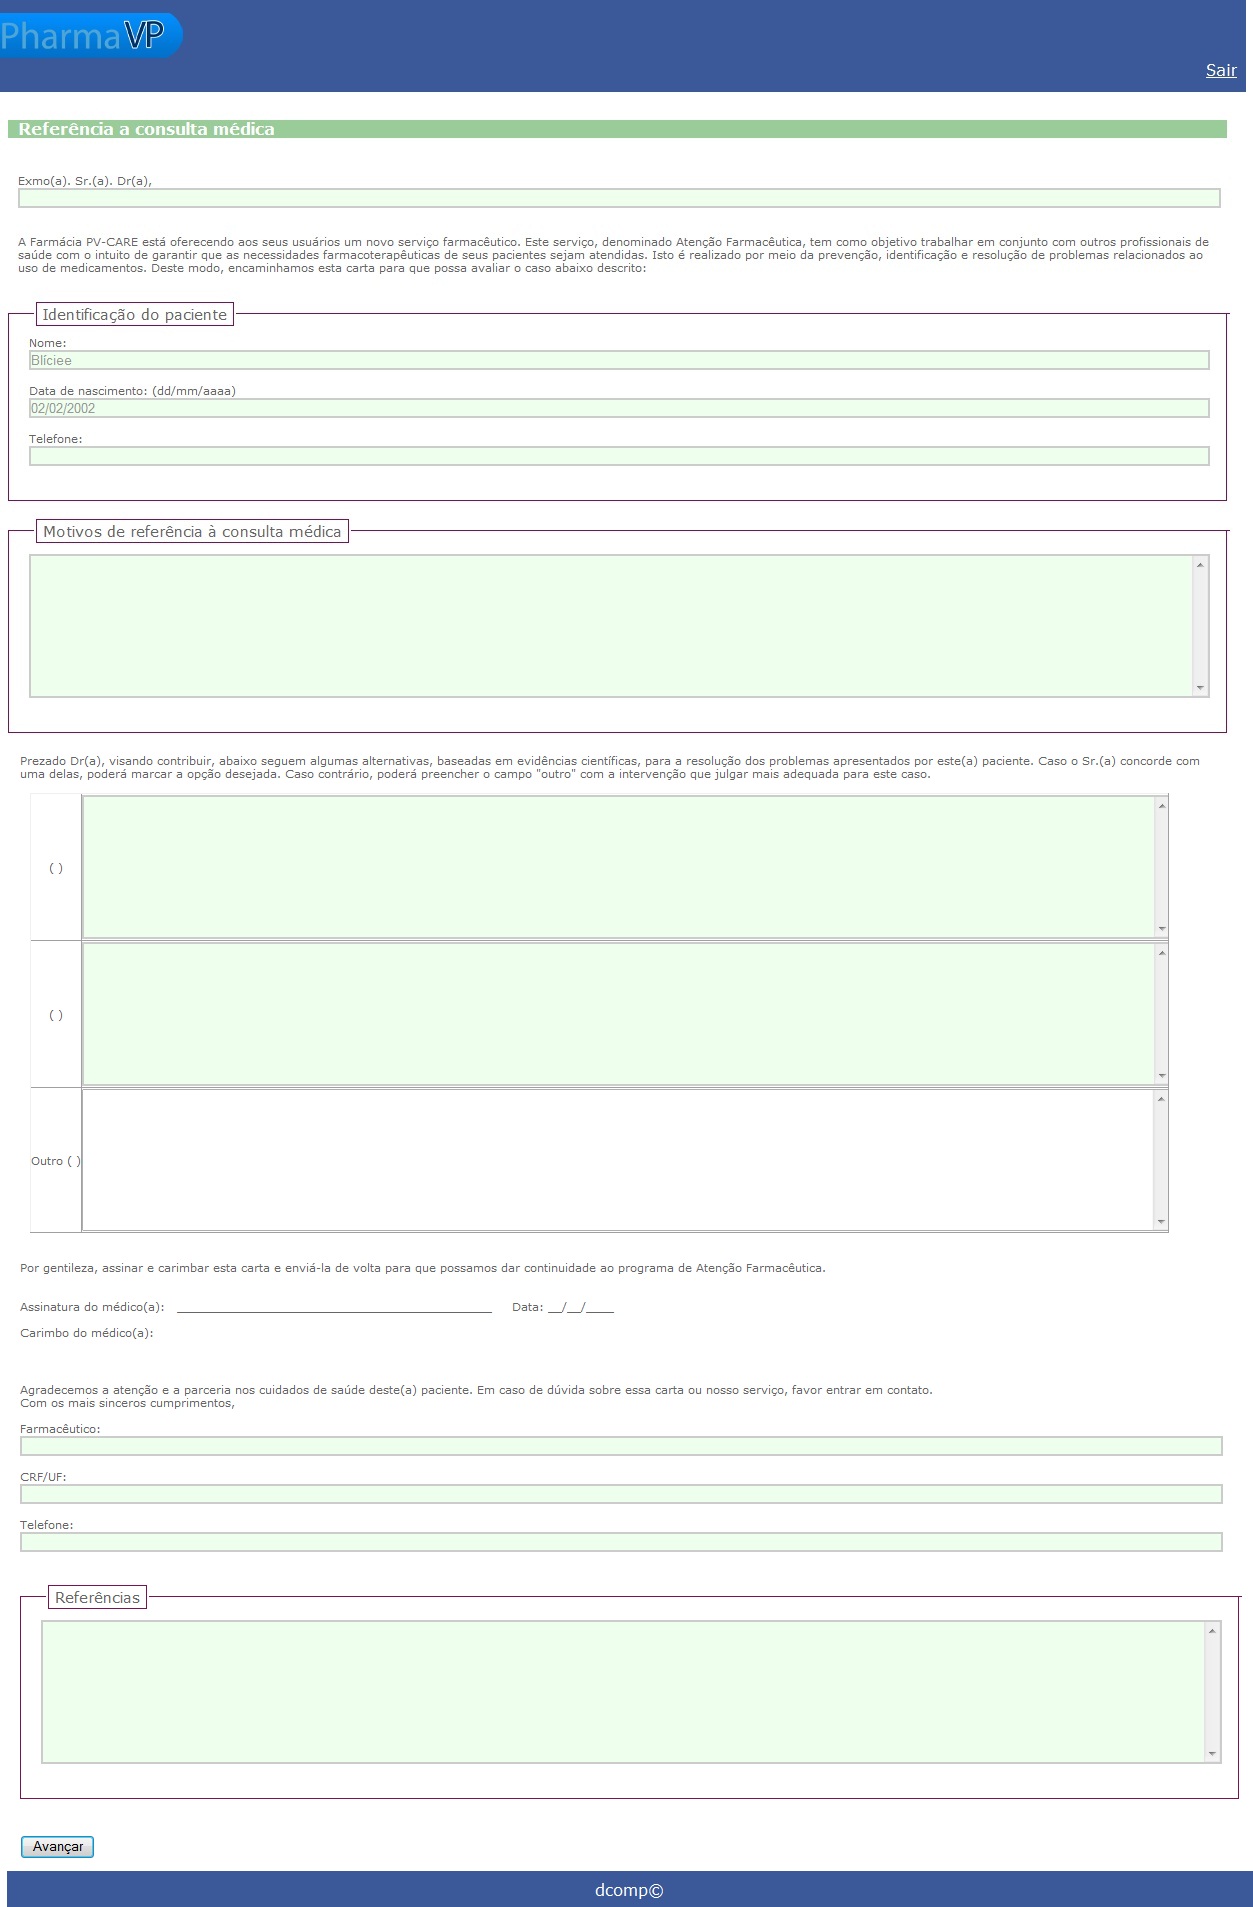 PharmaVP
Sair
Referência a consulta médica
Exmo(a). Sr.(a). Dr(a),
A Farmácia PV-CARE está oferecendo aos seus usuários um novo serviço farmacêutico. Este serviço, denominado Atenção Farmacêutica, tem como objetivo trabalhar em conjunto com outros profissionais de
saúde com o intuito de garantir que as necessidades farmacoterapêuticas de seus pacientes sejam atendidas. Isto é realizado por meio da prevenção, identificação e resolução de problemas relacionados ao
uso de medicamentos. Deste modo, encaminhamos esta carta para que possa avaliar o caso abaixo descrito:
Identificação do paciente
Nome:
Blíciee
Data de nascimento: (dd/mm/aaaa)
02/02/2002
Telefone:
Motivos de referência à consulta médica
Prezado Dr(a), visando contribuir, abaixo seguem algumas alternativas, baseadas em evidências científicas, para a resolução dos problemas apresentados por este(a) paciente. Caso o Sr.(a) concorde com
uma delas, poderá marcar a opção desejada. Caso contrário, poderá preencher o campo "outro" com a intervenção que julgar mais adequada para este caso.
( )
( )
Outro ( )
Por gentileza, assinar e carimbar esta carta e enviá-la de volta para que possamos dar continuidade ao programa de Atenção Farmacêutica.
Assinatura do médico(a): ____________________________________________ Data: __/__/____
Carimbo do médico(a):
Agradecemos a atenção e a parceria nos cuidados de saúde deste(a) paciente. Em caso de dúvida sobre essa carta ou nosso serviço, favor entrar em contato.
Com os mais sinceros cumprimentos,
Farmacêutico:
CRF/UF:
Telefone:
Referências
Avançar
dcomp©